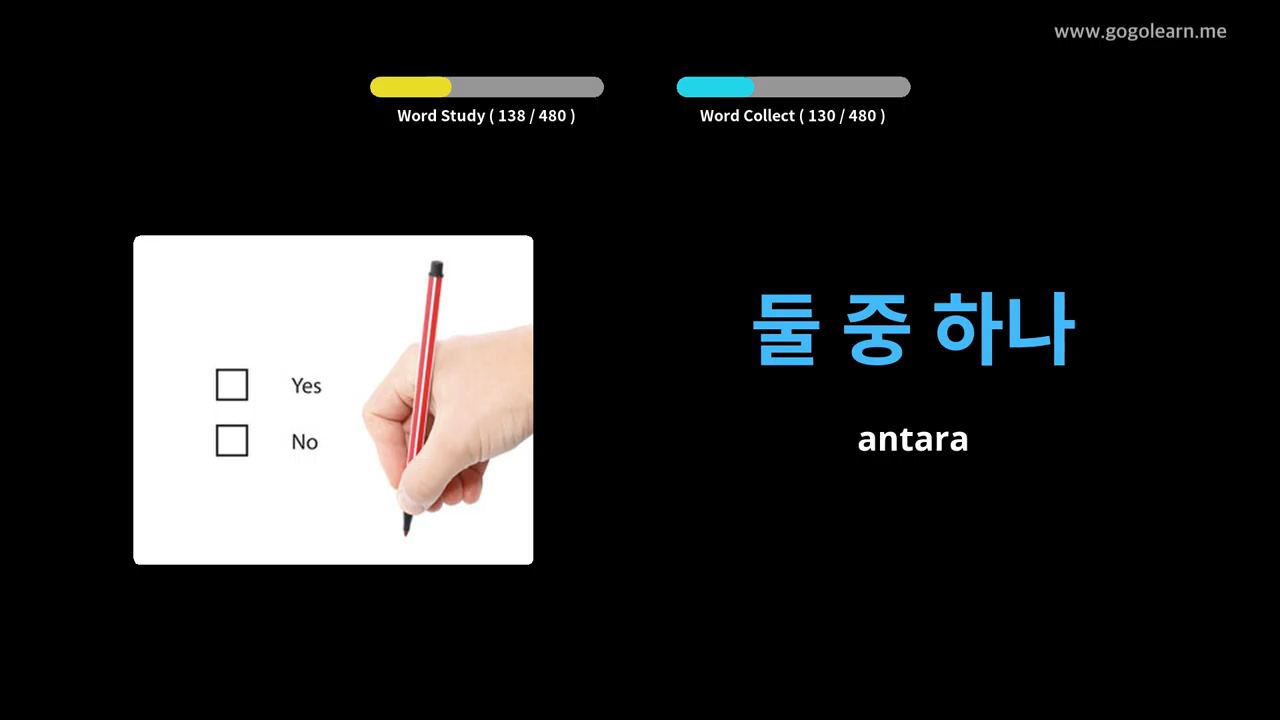 www.gogolearn.me
Word Study ( 138 / 480 )
Word Collect ( 130 / 480 )
Yes
No
둘 중 하나
antara